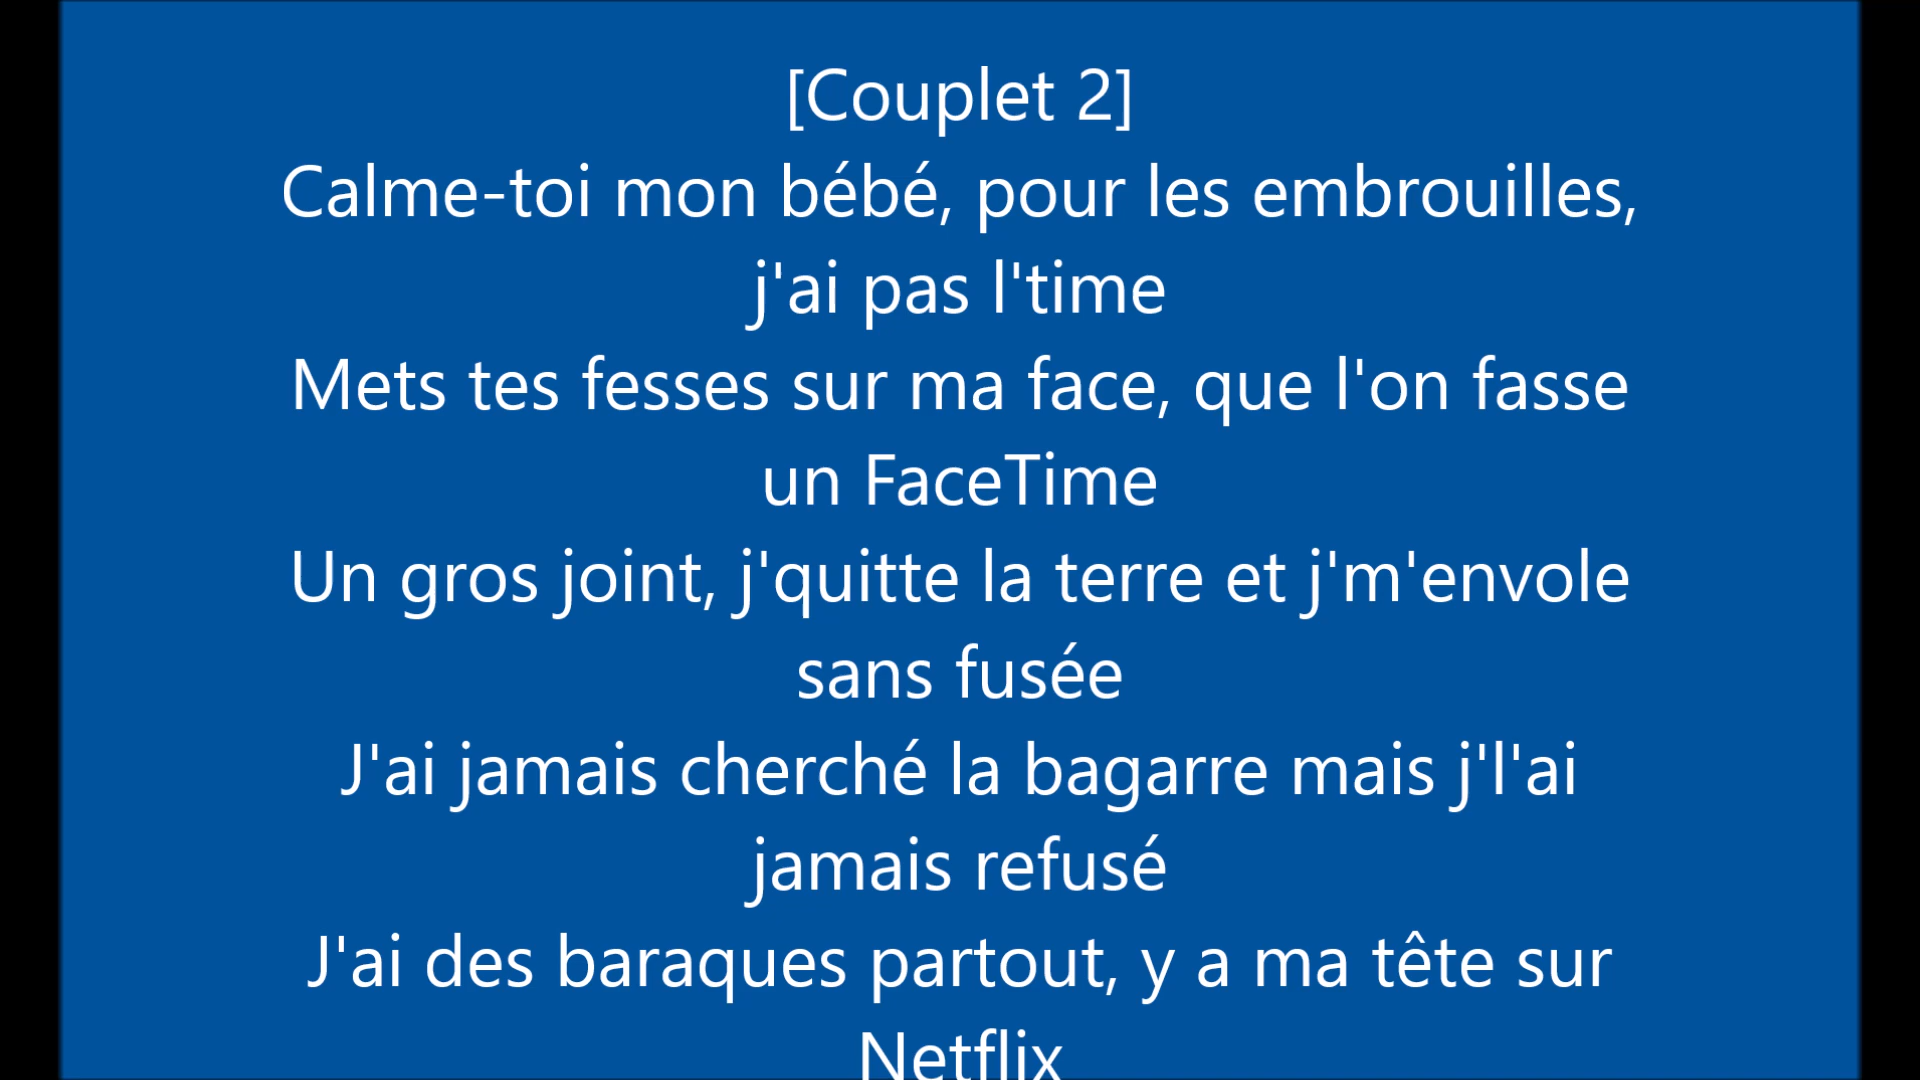 [Couplet 2]
Calme-toi mon bébé, pour les embrouilles,
j'ai pas l'time
Mets tes fesses sur ma face, que l'on fasse
un FaceTime
Un gros joint, j'quitte la terre et j'm'envole
sans fusée
J'ai jamais cherché la bagarre mais j'l'ai
jamais refusé
J'ai des baraques partout, y a ma tête sur
Netflix